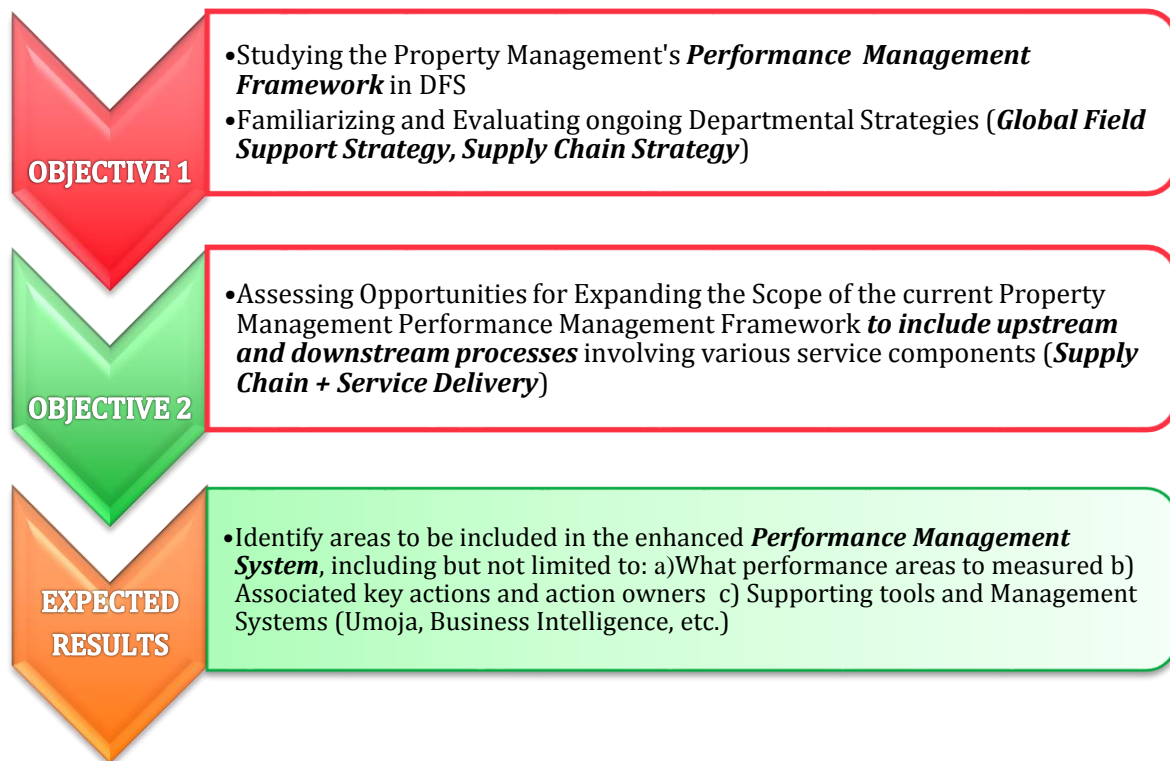 OBJECTIVE 1
•Studying the Property Management's Performance Management
Framework in DFS
•Familiarizing and Evaluating ongoing Departmental Strategies (Global Field
Support Strategy, Supply Chain Strategy)
OBJECTIVE 2
•Assessing Opportunities for Expanding the Scope of the current Property
Management Performance Management Framework to include upstream
and downstream processes involving various service components (Supply
Chain + Service Delivery)
EXPECTED
RESULTS
•Identify areas to be included in the enhanced Performance Management
System, including but not limited to: a)What performance areas to measured b)
Associated key actions and action owners c) Supporting tools and Management
Systems (Umoja, Business Intelligence, etc.)